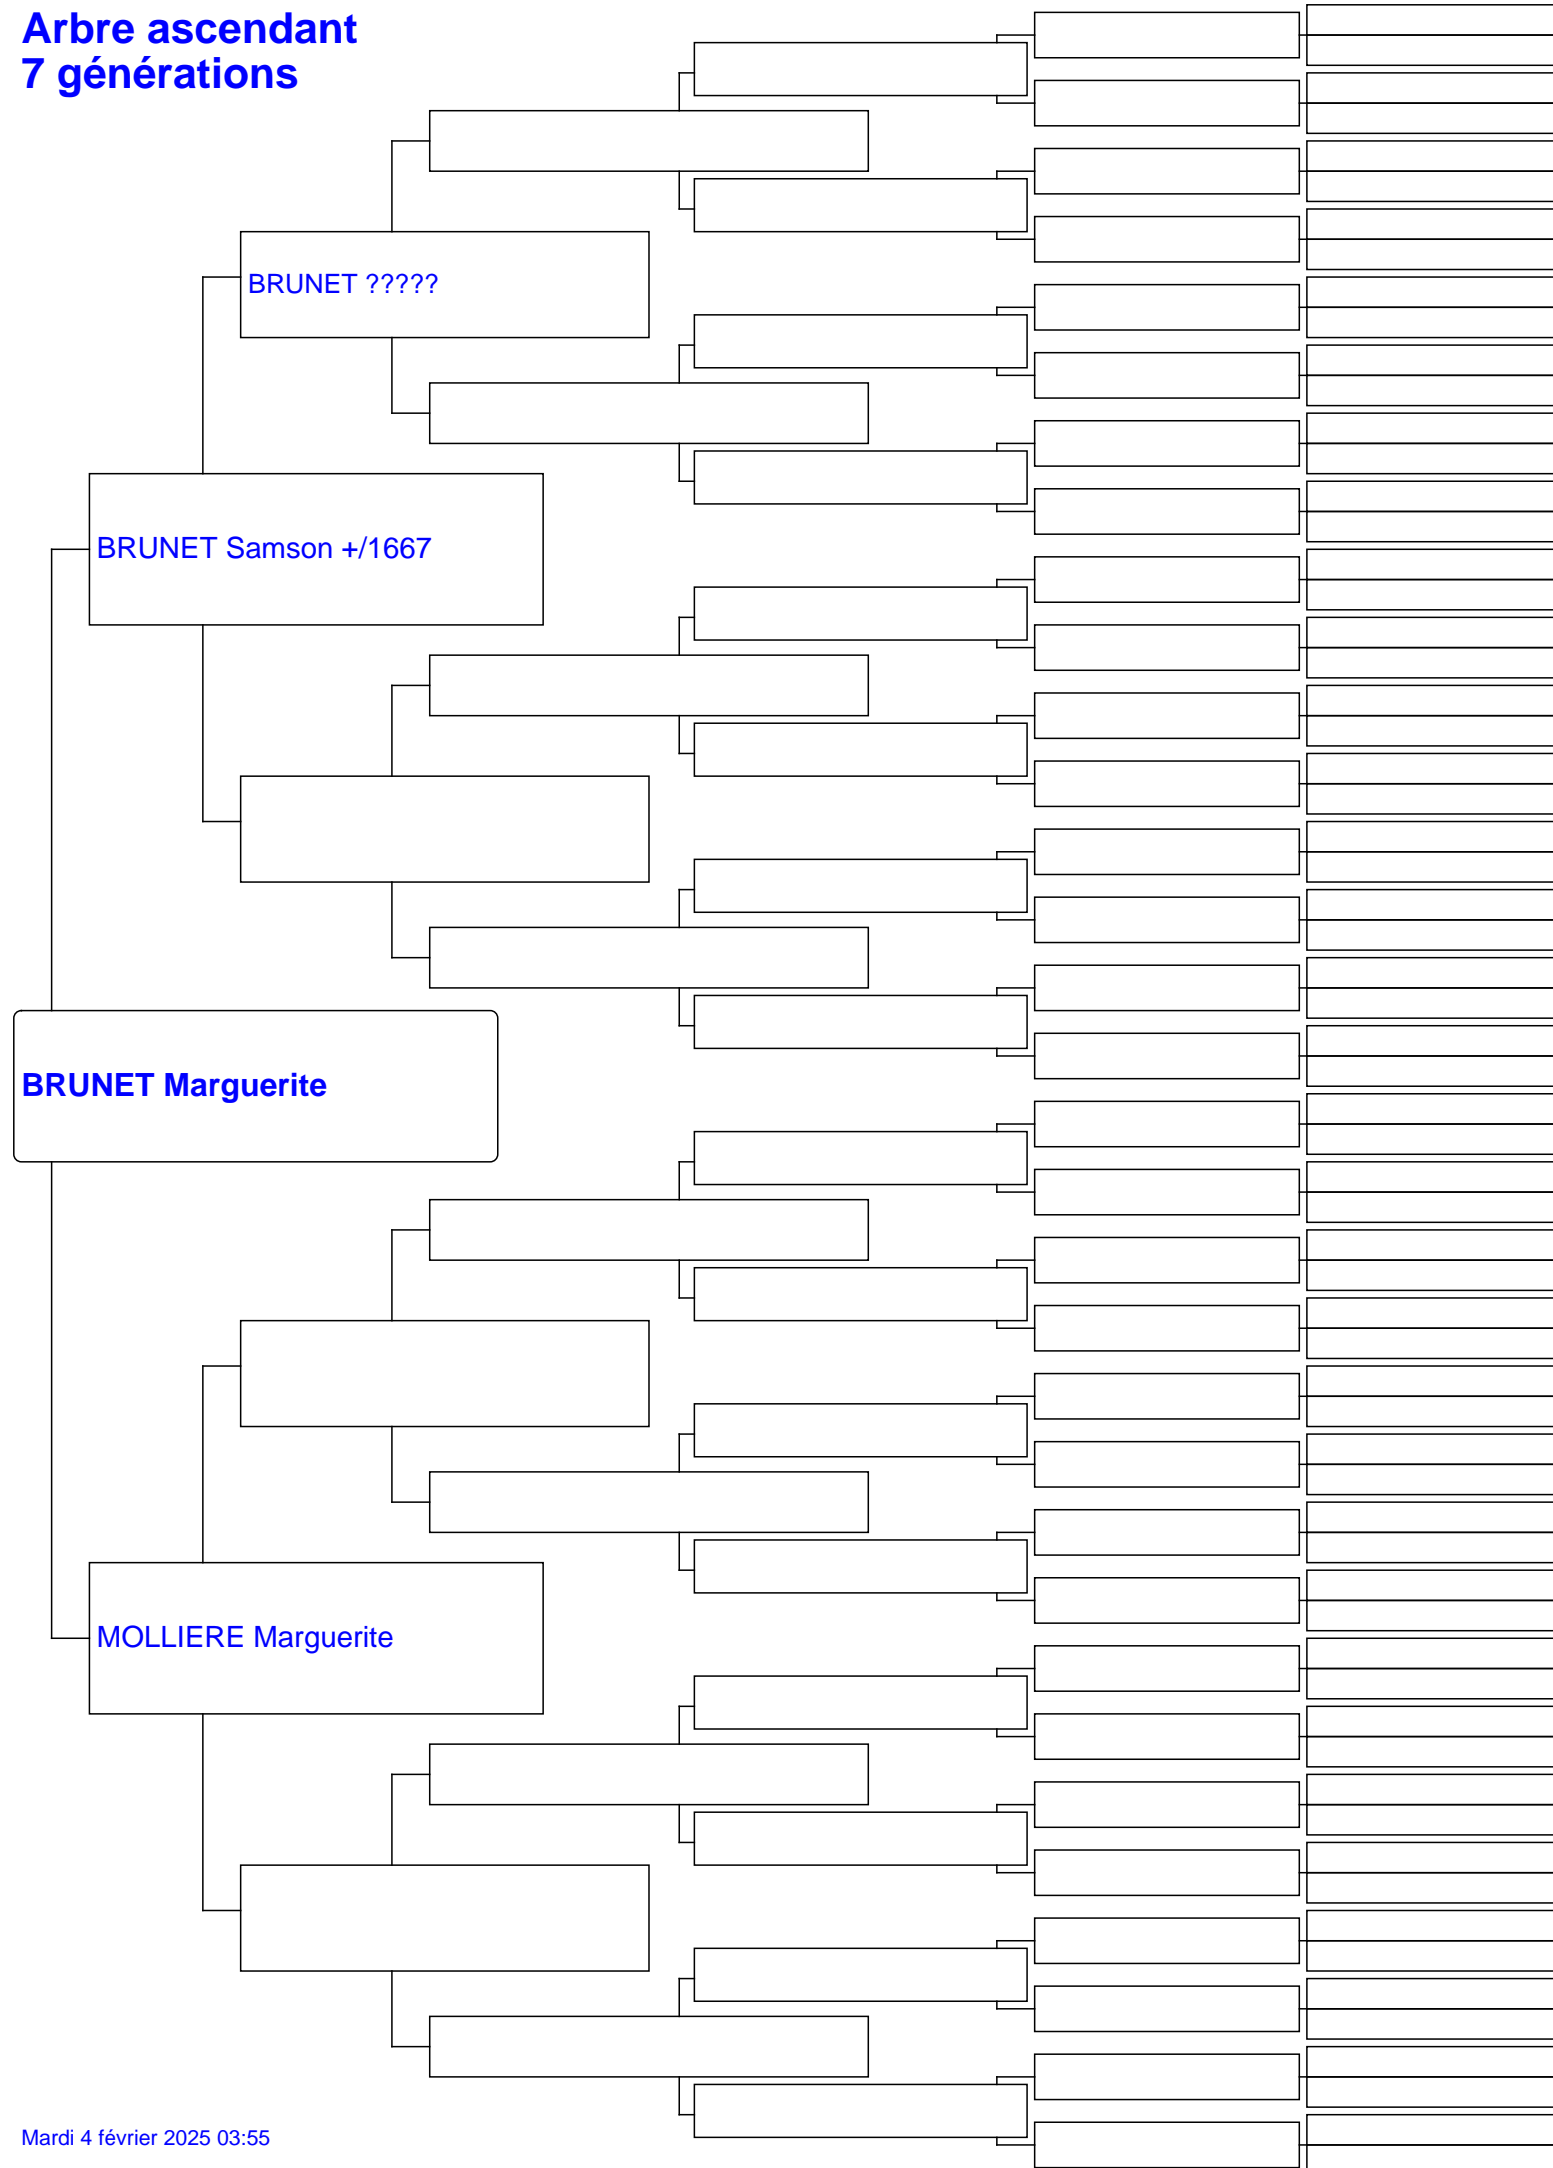 Arbre ascendant
7 générations
BRUNET ?????
BRUNET Samson +/1667
BRUNET Marguerite
MOLLIERE Marguerite
Mardi 4 février 2025 03:55